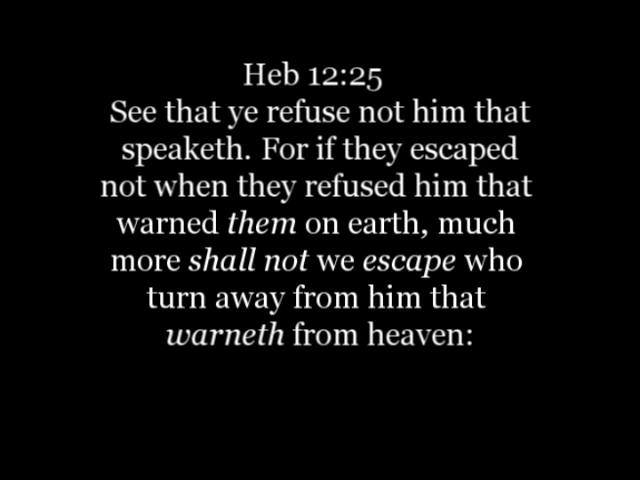 Heb 12:25
See that ye refuse not him that
speaketh. For if they escaped
not when they refused him that
warned them on earth, much
more shall not we escape who
turn away from him that
warneth from heaven: